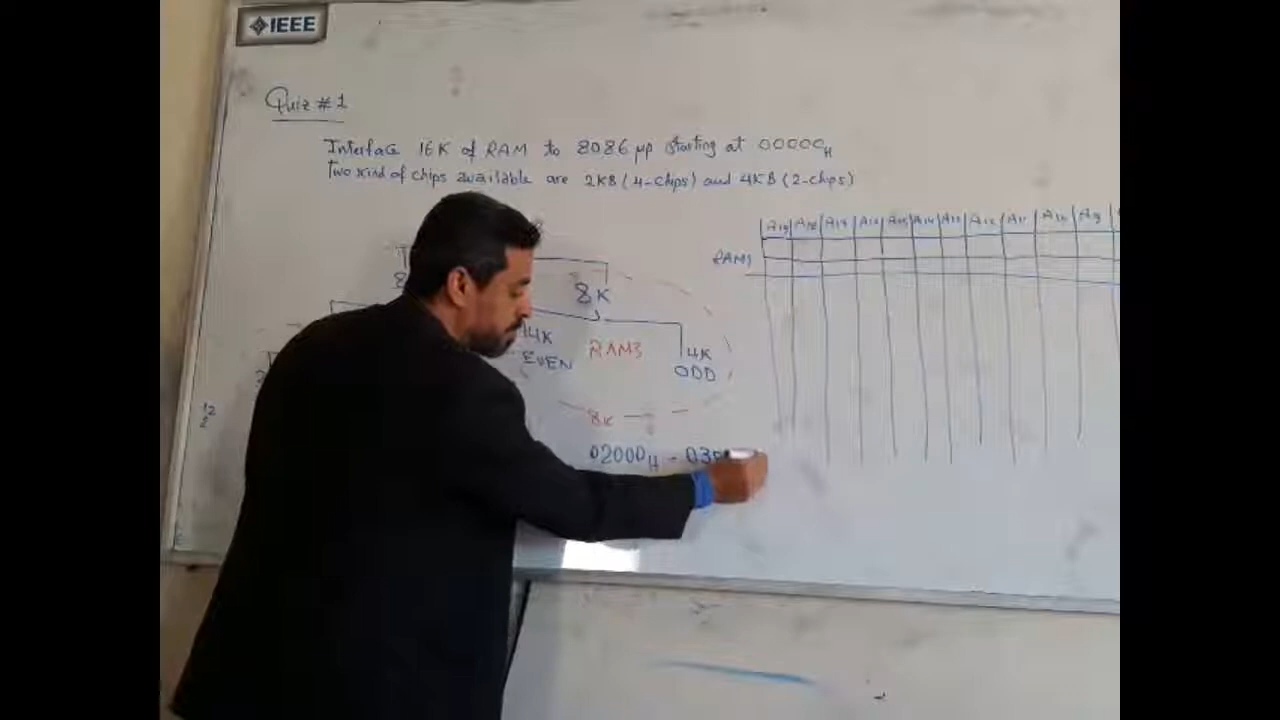 IEEE
Quiz #1
Interface 16K of RAM to 8086 μp starting at 00000H
Two kind of chips available are 2KB (4-chips) and 4KB (2-chips)
A19 A18 A17 A16 A15 A14 A13 A12 A11 A10 A9
RAM1
8
8K
4K
EVEN
RAM3
4K
ODD
8K
02000H - 03